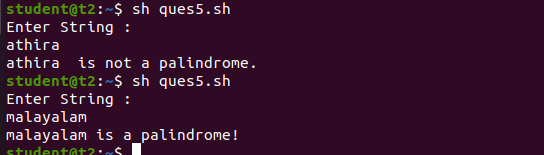 student@t2:~$ sh ques5.sh
Enter String :
athira
athira  is not a palindrome.
student@t2:~$ sh ques5.sh
Enter String :
malayalam
malayalam is a palindrome!
student@t2:~$